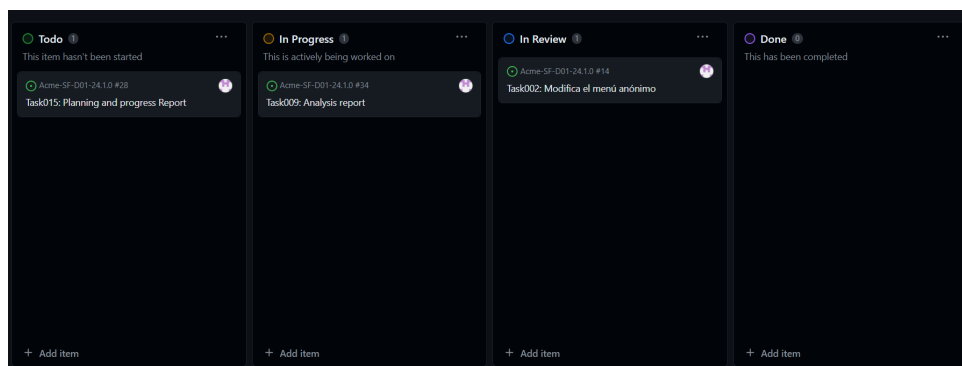 Todo 1
This item hasn't been started
Acme-SF-D01-24.1.0 #28
Task015: Planning and progress Report
+ Add item
In Progress 1
This is actively being worked on
Acme-SF-D01-24.1.0 #34
Task009: Analysis report
+ Add item
In Review 1
Acme-SF-D01-24.1.0 #14
Task002: Modifica el menú anónimo
+ Add item
Done 0
This has been completed
+ Add item